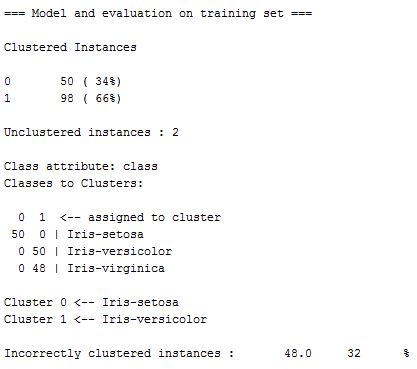 === Model and evaluation on training set ===
Clustered Instances
0       50 ( 34%)
1       98 ( 66%)
Unclustered instances : 2
Class attribute: class
Classes to Clusters:
  0  1  <-- assigned to cluster
 50  0 | Iris-setosa
  0 50 | Iris-versicolor
  0 48 | Iris-virginica
Cluster 0 <-- Iris-setosa
Cluster 1 <-- Iris-versicolor
Incorrectly clustered instances :       48.0     32      %